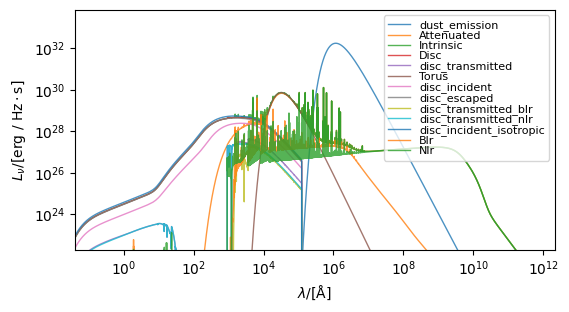 dust_emission
Attenuated
Intrinsic
Disc
disc_transmitted
Torus
disc_incident
disc_escaped
disc_transmitted_blr
disc_transmitted_nlr
disc_incident_isotropic
Blr
Nlr
L_ν/[erg / Hz · s]
10^32
10^30
10^28
10^26
10^24
10^0 10^2 10^4 10^6 10^8 10^10 10^12
λ/[Å]